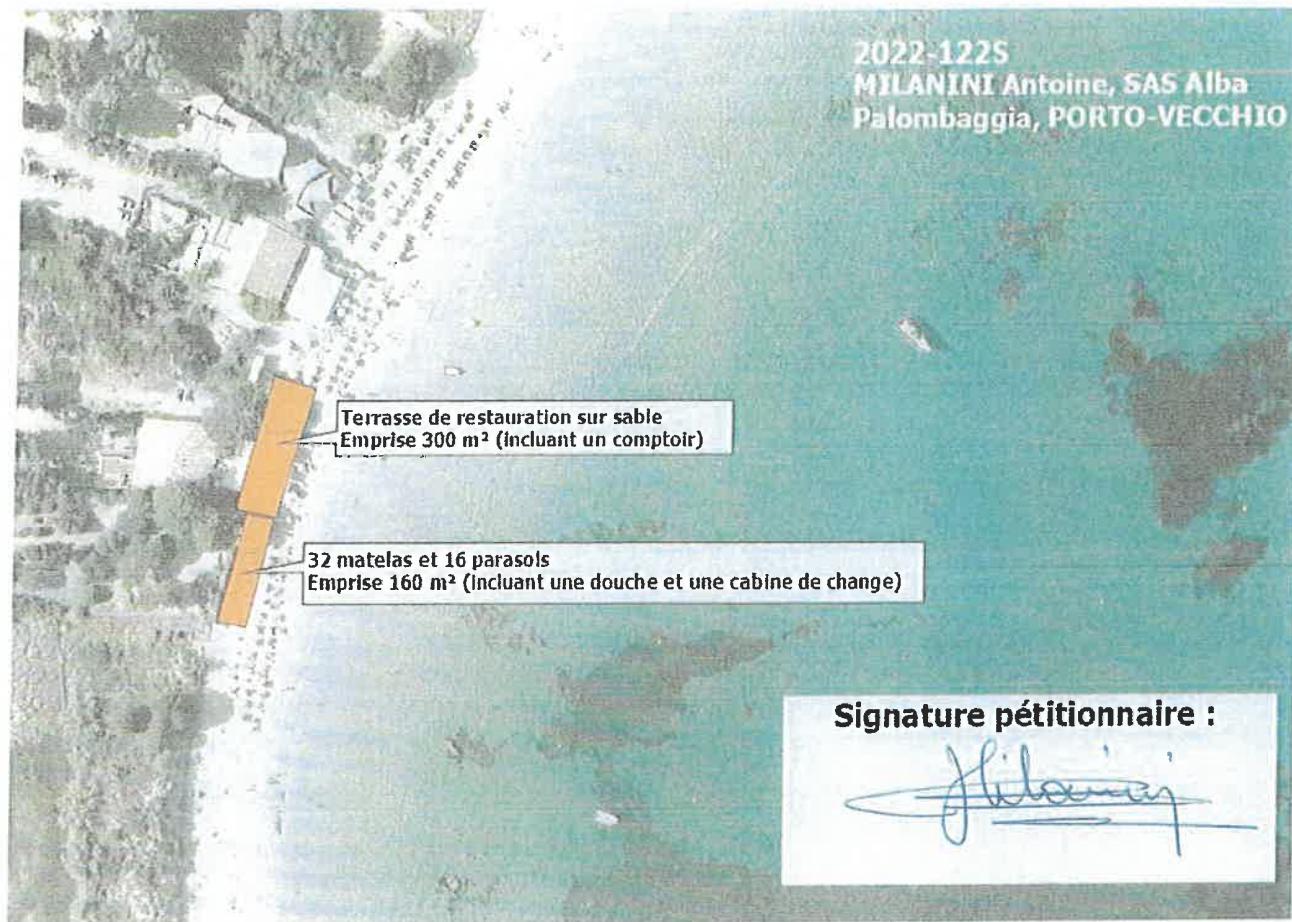 2022-122S
MILANINI Antoine, SAS Alba
Palombaggia, PORTO-VECCHIO
Terrasse de restauration sur sable
Emprise 300 m² (incluant un comptoir)
32 matelas et 16 parasols
Emprise 160 m² (incluant une douche et une cabine de change)
Signature pétitionnaire :